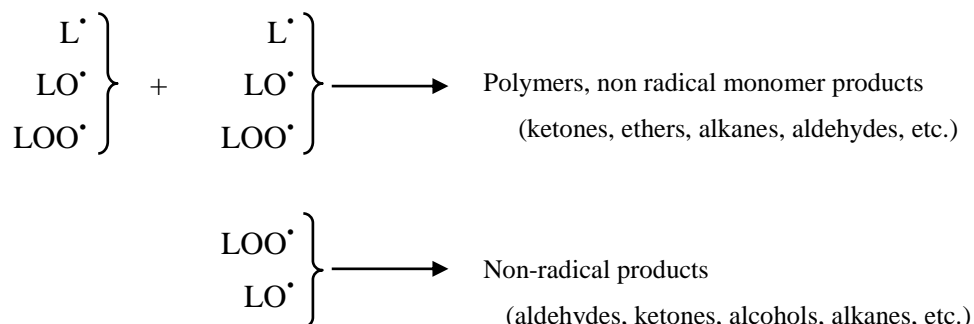 L• L•
LO• + LO• Polymers, non radical monomer products
LOO• LOO• (ketones, ethers, alkanes, aldehydes, etc.)
LOO• Non-radical products
LO• (aldehydes, ketones, alcohols, alkanes, etc.)